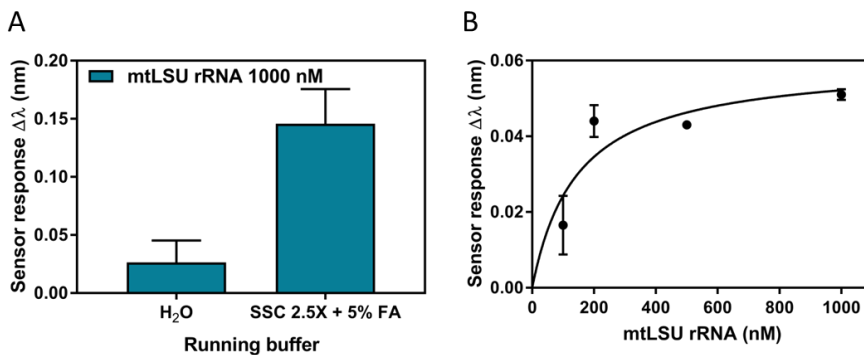 A
B
Sensor response Δλ (nm)
0.20
0.15
0.10
0.05
0.00
mtLSU rRNA 1000 nM
H₂O
SSC 2.5X + 5% FA
Running buffer
Sensor response Δλ (nm)
0.06
0.04
0.02
0.00
0 200 400 600 800 1000
mtLSU rRNA (nM)